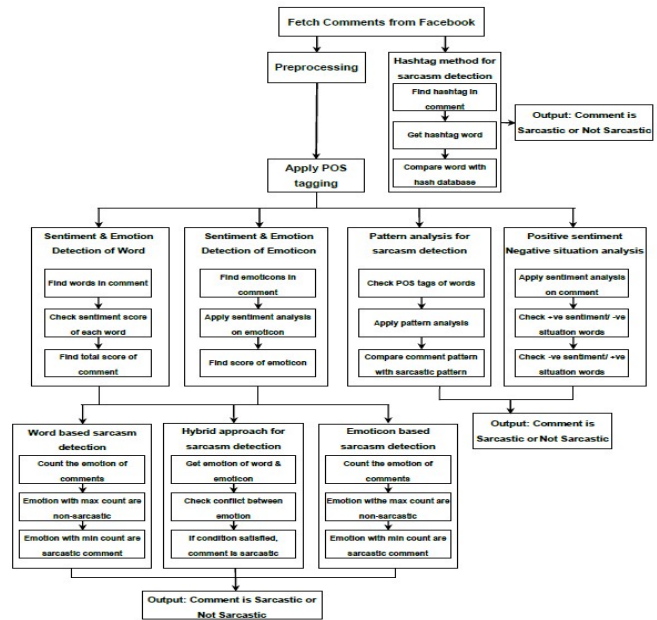 Fetch Comments from Facebook
Preprocessing
Hashtag method for
sarcasm detection
Find hashtag in
comment
Get hashtag word
Compare word with
hash database
Output: Comment is
Sarcastic or Not Sarcastic
Apply POS
tagging
Sentiment & Emotion
Detection of Word
Find words in comment
Check sentiment score
of each word
Find total score of
comment
Sentiment & Emotion
Detection of Emoticon
Find emoticons in
comment
Apply sentiment analysis
on emoticon
Find score of emoticon
Pattern analysis for
sarcasm detection
Check POS tags of words
Apply pattern analysis
Compare comment pattern
with sarcastic pattern
Positive sentiment
Negative situation analysis
Apply sentiment analysis
on comment
Check +ve sentiment/ -ve
situation words
Check -ve sentiment/ +ve
situation words
Output: Comment is
Sarcastic or Not Sarcastic
Word based sarcasm
detection
Count the emotion of
comments
Emotion with max count are
non-sarcastic
Emotion with min count are
sarcastic comment
Hybrid approach for
sarcasm detection
Get emotion of word &
emoticon
Check conflict between
emotion
If condition satisfied,
comment is sarcastic
Emoticon based
sarcasm detection
Count the emotion of
comments
Emotion withe max count are
non-sarcastic
Emotion with min count are
sarcastic comment
Output: Comment is Sarcastic or
Not Sarcastic